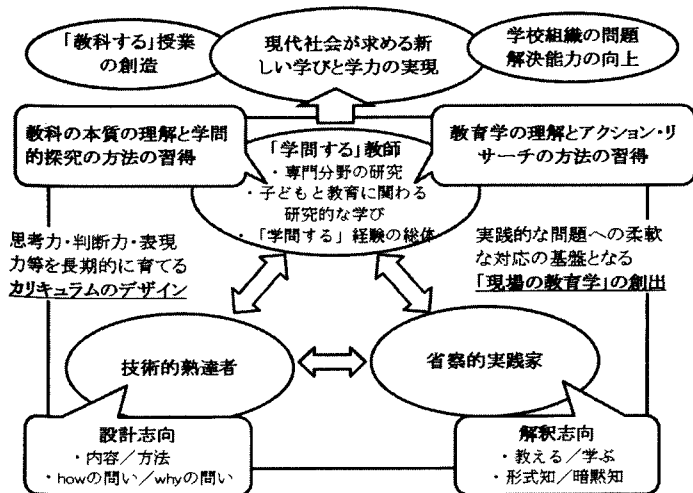 「教科する」授業
の創造
現代社会が求める新
しい学びと学力の実現
学校組織の問題
解決能力の向上
教科の本質の理解と学問
的探究の方法の習得
「学問する」教師
・専門分野の研究
・子どもと教育に関わる
研究的な学び
・「学問する」経験の総体
教育学の理解とアクション・リ
サーチの方法の習得
思考力・判断力・表現
力等を長期的に育てる
カリキュラムのデザイン
実践的な問題への柔軟
な対応の基盤となる
「現場の教育学」の創出
技術的熟達者
省察的実践家
設計志向
・内容／方法
・howの問い／whyの問い
解釈志向
・教える／学ぶ
・形式知／暗黙知